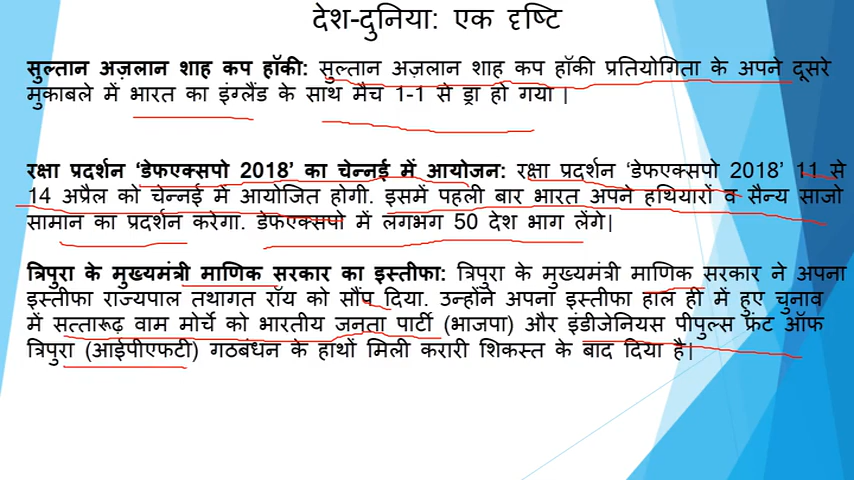 देश-दुनिया: एक दृष्टि
सुल्तान अज़लान शाह कप हॉकी: सुल्तान अज़लान शाह कप हॉकी प्रतियोगिता के अपने दूसरे
मुकाबले में भारत का इंग्लैंड के साथ मैच 1-1 से ड्रा हो गया |
रक्षा प्रदर्शन ‘डेफएक्सपो 2018’ का चेन्नई में आयोजन: रक्षा प्रदर्शन ‘डेफएक्सपो 2018’ 11 से
14 अप्रैल को चेन्नई में आयोजित होगी. इसमें पहली बार भारत अपने हथियारों व सैन्य साजो
सामान का प्रदर्शन करेगा. डेफएक्सपो में लगभग 50 देश भाग लेंगे|
त्रिपुरा के मुख्यमंत्री माणिक सरकार का इस्तीफा: त्रिपुरा के मुख्यमंत्री माणिक सरकार ने अपना
इस्तीफा राज्यपाल तथागत रॉय को सौंप दिया. उन्होंने अपना इस्तीफा हाल ही में हुए चुनाव
में सत्तारूढ़ वाम मोर्चे को भारतीय जनता पार्टी (भाजपा) और इंडीजेनियस पीपुल्स फ्रंट ऑफ
त्रिपुरा (आईपीएफटी) गठबंधन के हाथों मिली करारी शिकस्त के बाद दिया है|